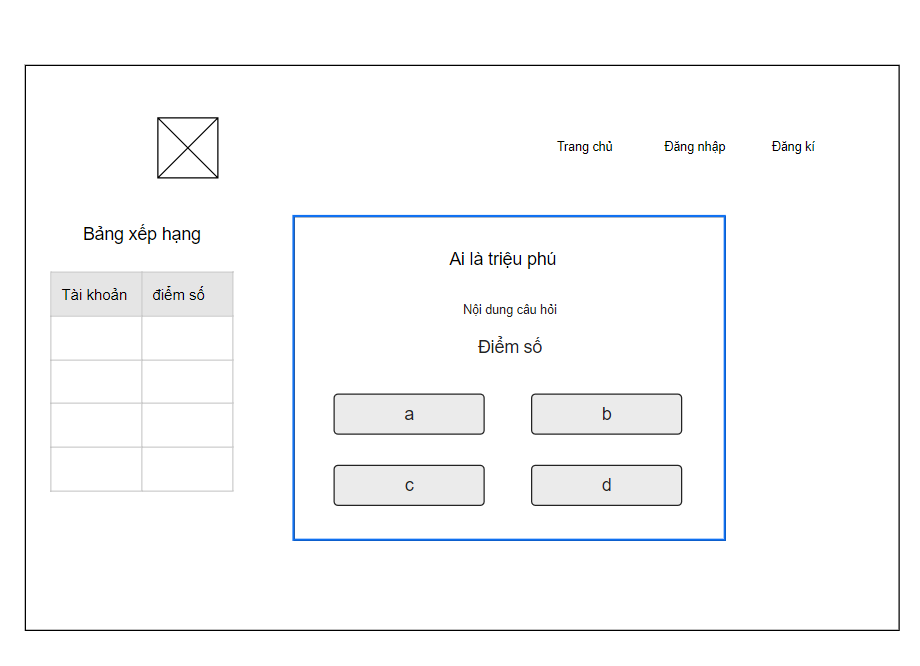 Trang chủ
Đăng nhập
Đăng kí
Bảng xếp hạng
Tài khoản
điểm số
Ai là triệu phú
Nội dung câu hỏi
Điểm số
a
b
c
d